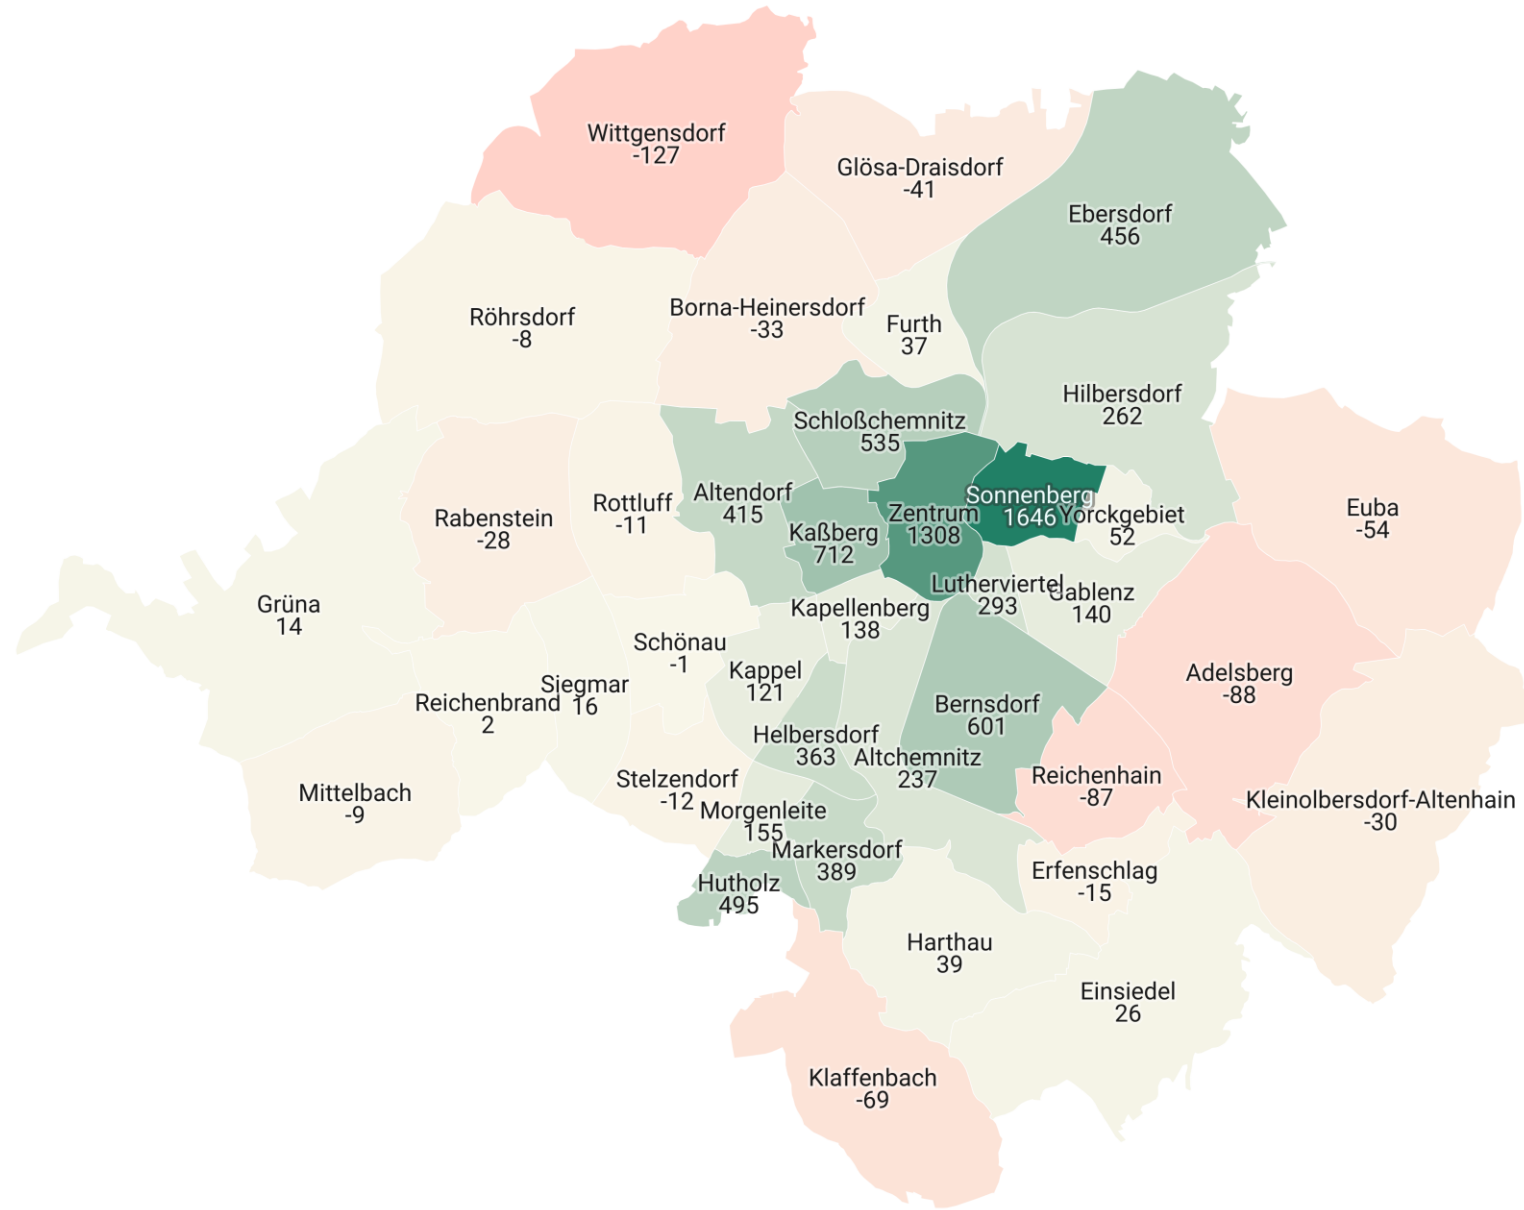 Wittgensdorf
-127
Glösa-Draisdorf
-41
Ebersdorf
456
Röhrsdorf
-8
Borna-Heinersdorf
-33
Furth
37
Hilbersdorf
262
Schloßchemnitz
535
Altendorf
415
Rottluff
-11
Rabenstein
-28
Kaßberg
712
Zentrum
1308
Sonnenberg
1646
Yorckgebiet
52
Euba
-54
Grüna
14
Lutherviertel
293
Gablenz
140
Kapellenberg
138
Schönau
-1
Kappel
121
Adelsberg
-88
Siegmar
16
Reichenbrand
2
Bernsdorf
601
Helbersdorf
363
Altchemnitz
237
Reichenhain
-87
Stelzendorf
-12
Mittelbach
-9
Kleinolbersdorf-Altenhain
-30
Morgenleite
155
Markersdorf
389
Erfenschlag
-15
Hutholz
495
Harthau
39
Einsiedel
26
Klaffenbach
-69